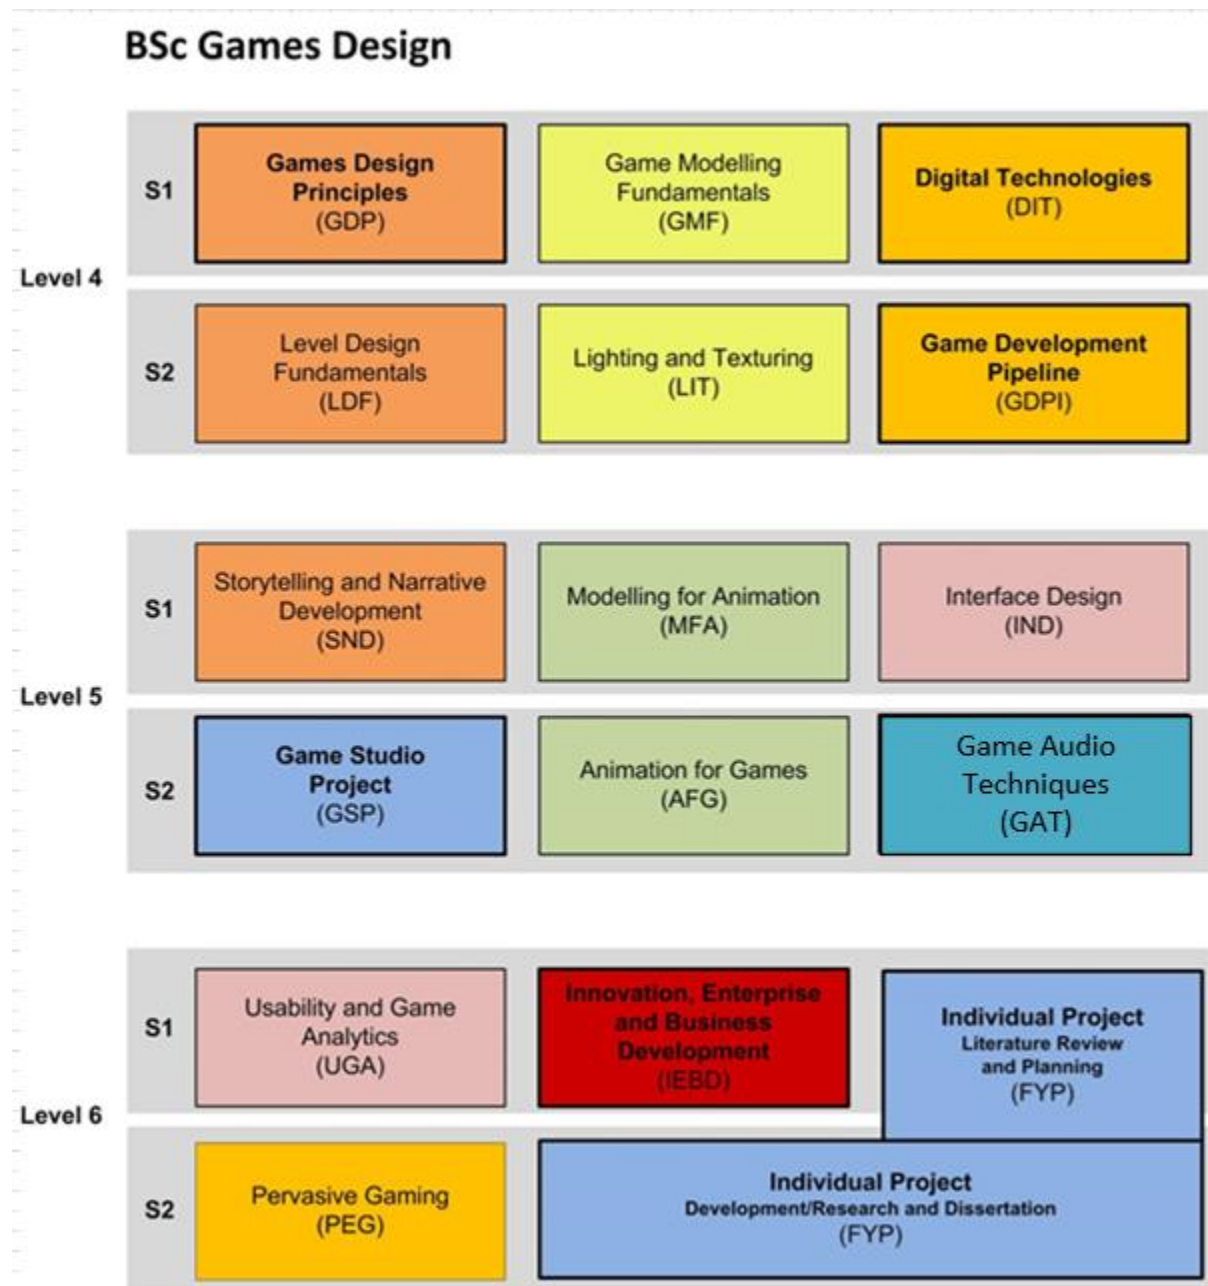 BSc Games Design
Level 4
S1
Games Design
Principles
(GDP)
Game Modelling
Fundamentals
(GMF)
Digital Technologies
(DIT)
S2
Level Design
Fundamentals
(LDF)
Lighting and Texturing
(LIT)
Game Development
Pipeline
(GDPI)
Level 5
S1
Storytelling and Narrative
Development
(SND)
Modelling for Animation
(MFA)
Interface Design
(IND)
S2
Game Studio
Project
(GSP)
Animation for Games
(AFG)
Game Audio
Techniques
(GAT)
Level 6
S1
Usability and Game
Analytics
(UGA)
Innovation, Enterprise
and Business
Development
(IEBD)
Individual Project
Literature Review
and Planning
(FYP)
S2
Pervasive Gaming
(PEG)
Individual Project
Development/Research and Dissertation
(FYP)